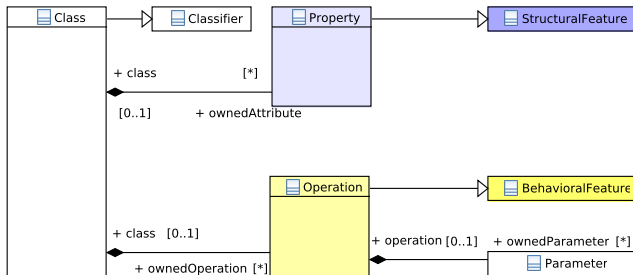 Class
Classifier
Property
StructuralFeature
+ class
[*]
[0..1]
+ ownedAttribute
Operation
BehavioralFeature
+ class
[0..1]
+ operation
[0..1]
+ ownedParameter
[*]
+ ownedOperation
[*]
Parameter